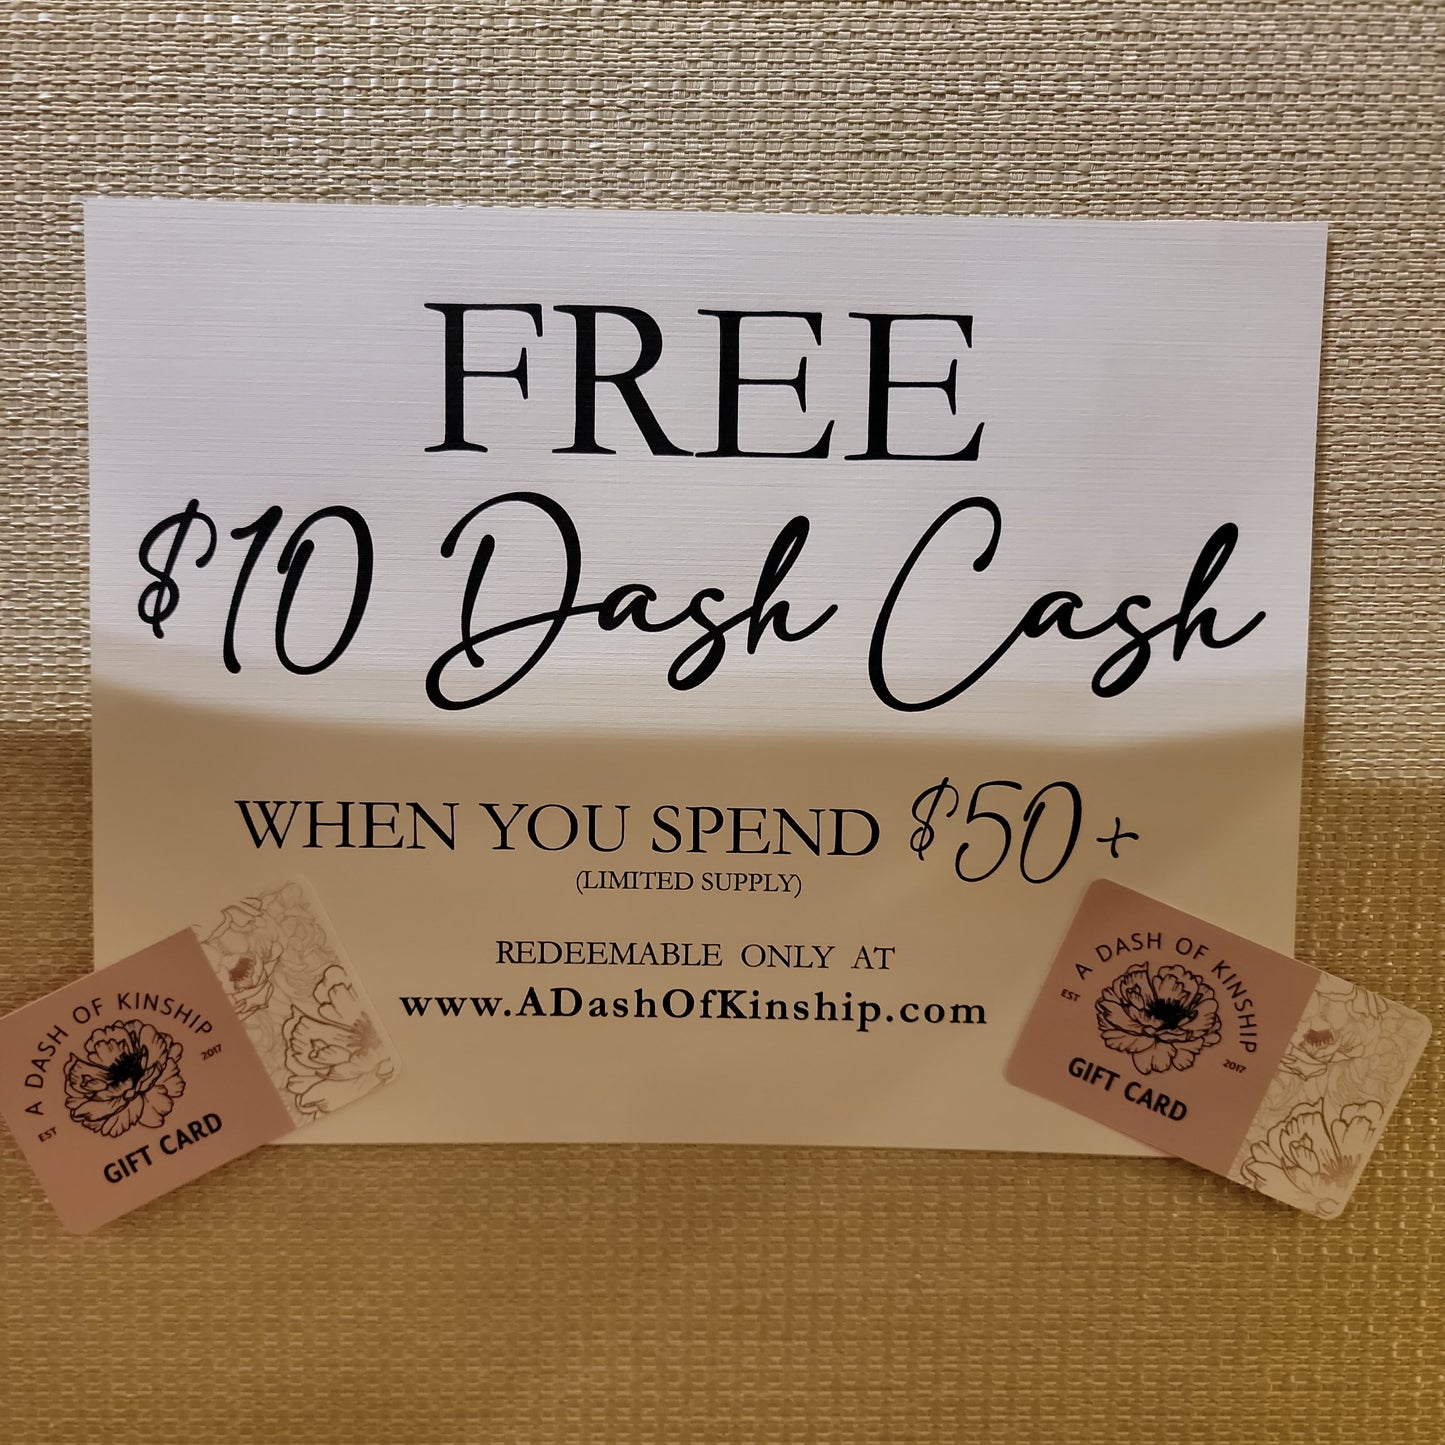 FREE
$10 Dash Cash
WHEN YOU SPEND $50+
(LIMITED SUPPLY)
REDEEMABLE ONLY AT
www.ADashOfKinship.com
A DASH OF KINSHIP
EST 2017
GIFT CARD
A DASH OF KINSHIP
EST 2017
GIFT CARD